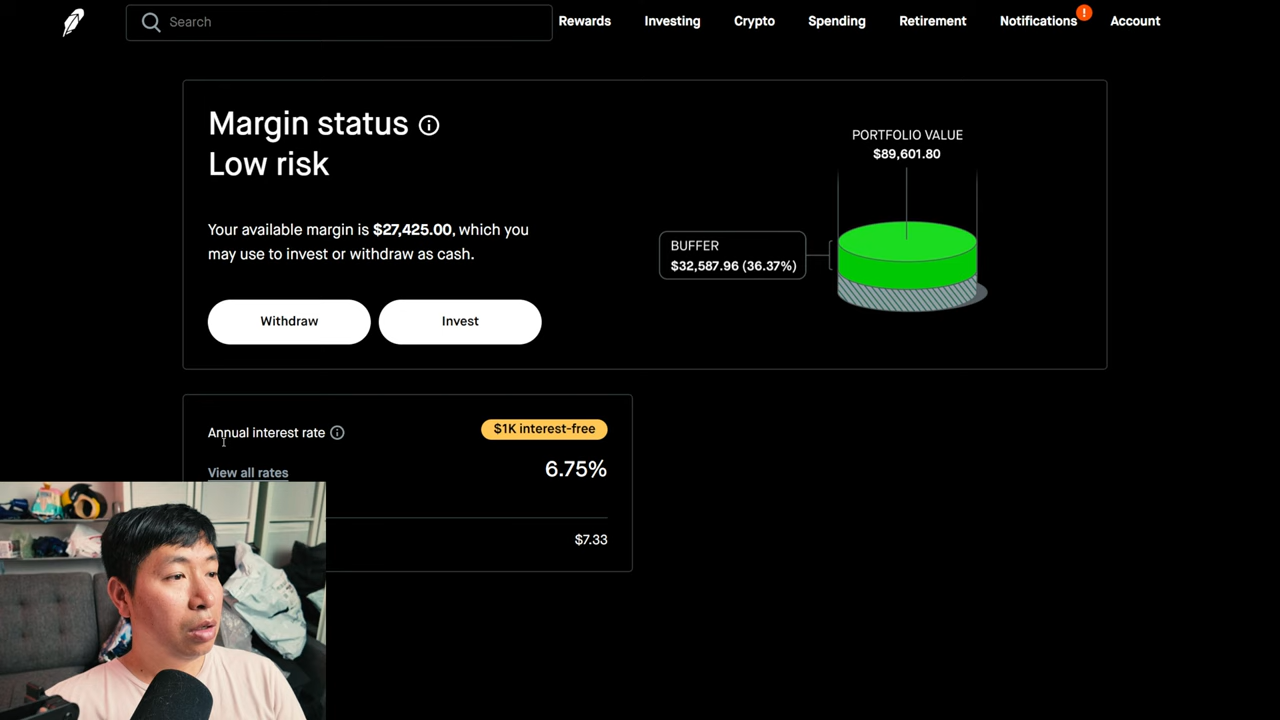 Search
Rewards
Investing
Crypto
Spending
Retirement
Notifications
!
Account
Margin status
Low risk
Your available margin is $27,425.00, which you
may use to invest or withdraw as cash.
Withdraw
Invest
PORTFOLIO VALUE
$89,601.80
BUFFER
$32,587.96 (36.37%)
Annual interest rate
$1K interest-free
View all rates
6.75%
$7.33